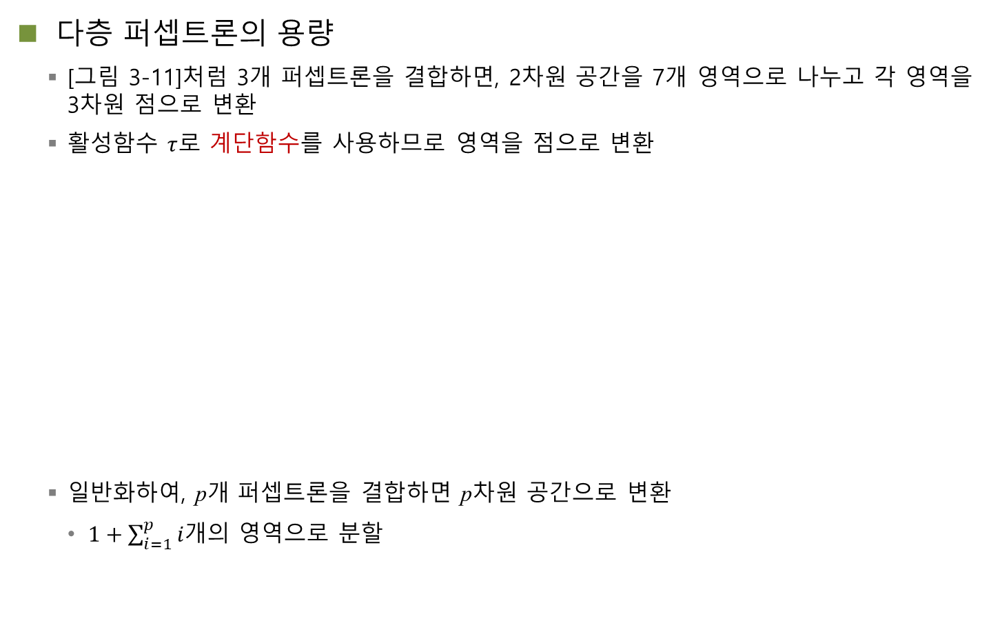 다층 퍼셉트론의 용량
[그림 3-11]처럼 3개 퍼셉트론을 결합하면, 2차원 공간을 7개 영역으로 나누고 각 영역을
3차원 점으로 변환
활성함수 τ로 계단함수를 사용하므로 영역을 점으로 변환
일반화하여, p개 퍼셉트론을 결합하면 p차원 공간으로 변환
1 + ∑_{i=1}^{p} i개의 영역으로 분할